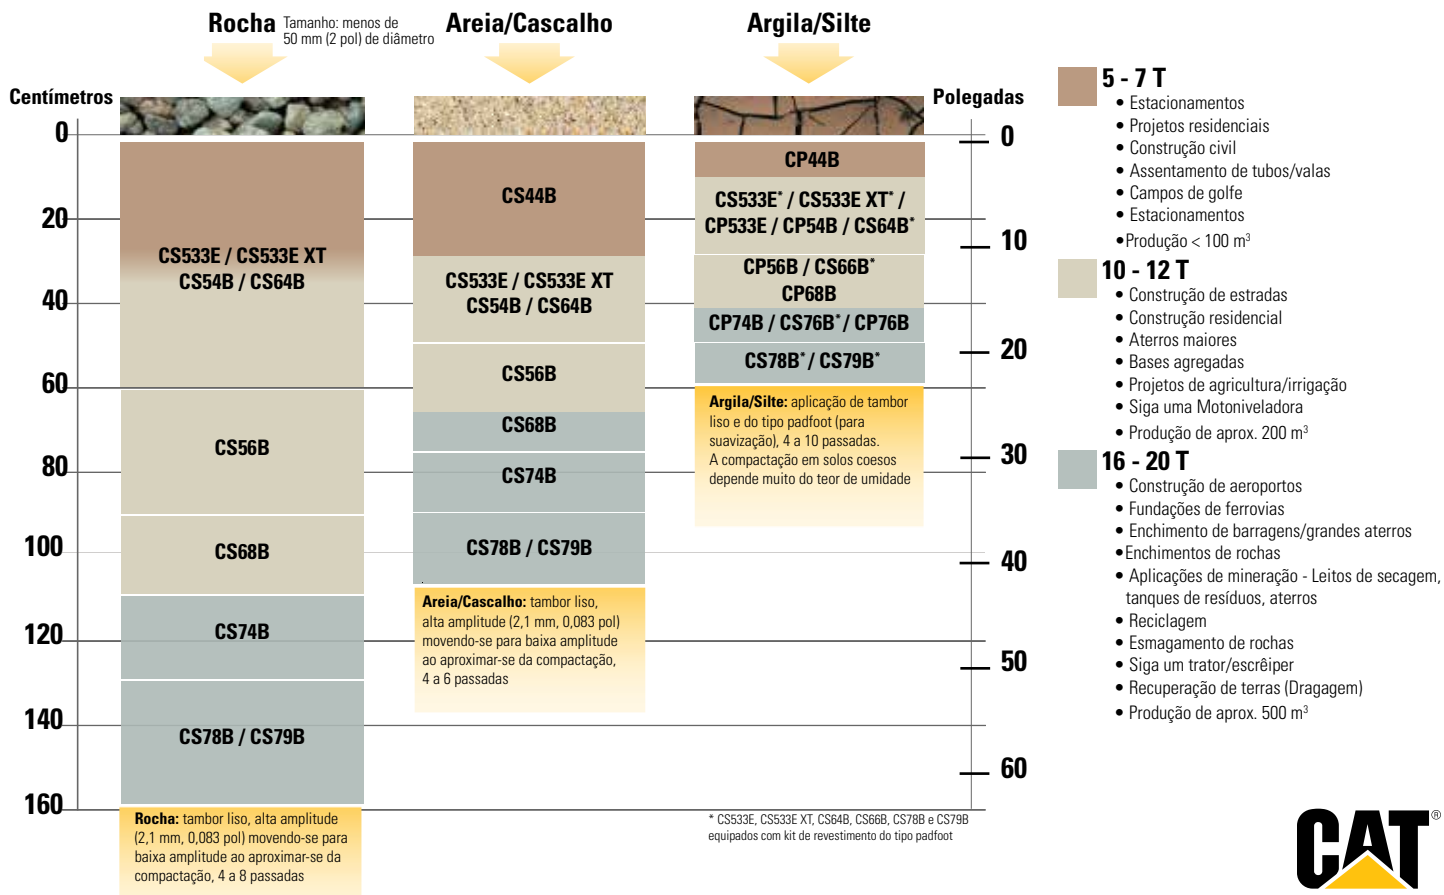 Rocha
Tamanho: menos de
50 mm (2 pol) de diâmetro
Areia/Cascalho
Argila/Silte
Centímetros
Polegadas
0
20
40
60
80
100
120
140
160
CS533E / CS533E XT
CS54B / CS64B
CS56B
CS68B
CS74B
CS78B / CS79B
Rocha: tambor liso, alta amplitude
(2,1 mm, 0,083 pol) movendo-se para
baixa amplitude ao aproximar-se da
compactação, 4 a 8 passadas
CS44B
CS533E / CS533E XT
CS54B / CS64B
CS56B
CS68B
CS74B
CS78B / CS79B
Areia/Cascalho: tambor liso,
alta amplitude (2,1 mm, 0,083 pol)
movendo-se para baixa amplitude
ao aproximar-se da compactação,
4 a 6 passadas
CP44B
CS533E* / CS533E XT* /
CP533E / CP54B / CS64B*
CP56B / CS66B*
CP68B
CP74B / CS76B* / CP76B
CS78B* / CS79B*
Argila/Silte: aplicação de tambor
liso e do tipo padfoot (para
suavização), 4 a 10 passadas.
A compactação em solos coesos
depende muito do teor de umidade
* CS533E, CS533E XT, CS64B, CS66B, CS78B e CS79B
equipados com kit de revestimento do tipo padfoot
0
10
20
30
40
50
60
5 - 7 T
• Estacionamentos
• Projetos residenciais
• Construção civil
• Assentamento de tubos/valas
• Campos de golfe
• Estacionamentos
•Produção < 100 m³
10 - 12 T
• Construção de estradas
• Construção residencial
• Aterros maiores
• Bases agregadas
• Projetos de agricultura/irrigação
• Siga uma Motoniveladora
• Produção de aprox. 200 m³
16 - 20 T
• Construção de aeroportos
• Fundações de ferrovias
• Enchimento de barragens/grandes aterros
•Enchimentos de rochas
• Aplicações de mineração - Leitos de secagem,
tanques de resíduos, aterros
• Reciclagem
• Esmagamento de rochas
• Siga um trator/escrêiper
• Recuperação de terras (Dragagem)
• Produção de aprox. 500 m³
CAT®